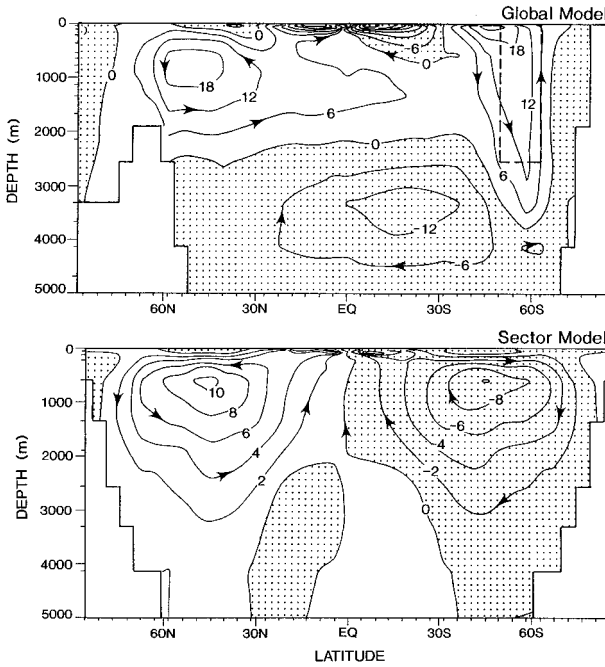 Global Model
0
1000
2000
3000
4000
5000
DEPTH (m)
0
18
12
6
0
-6
0
18
12
6
0
-12
-6
60N
30N
EQ
30S
60S
Sector Model
0
1000
2000
3000
4000
5000
DEPTH (m)
10
8
6
4
2
-8
-6
-4
-2
0
60N
30N
EQ
30S
60S
LATITUDE